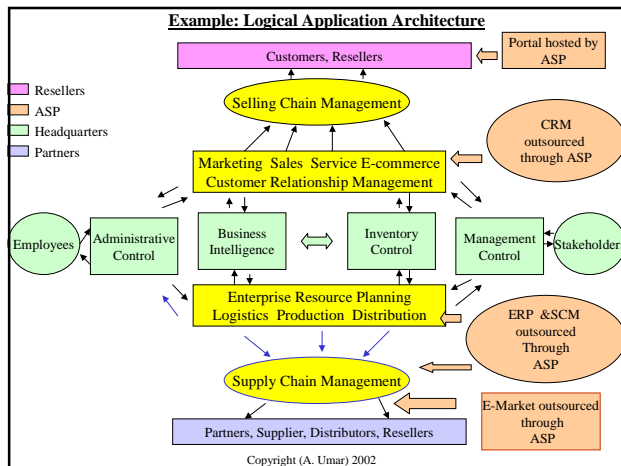 Example: Logical Application Architecture
Customers, Resellers
Portal hosted by
ASP
Resellers
ASP
Headquarters
Partners
Selling Chain Management
CRM
outsourced
through ASP
Marketing Sales Service E-commerce
Customer Relationship Management
Employees
Administrative
Control
Business
Intelligence
Inventory
Control
Management
Control
Stakeholder
Enterprise Resource Planning
Logistics Production Distribution
ERP &SCM
outsourced
Through
ASP
Supply Chain Management
E-Market outsourced
through
ASP
Partners, Supplier, Distributors, Resellers
Copyright (A. Umar) 2002